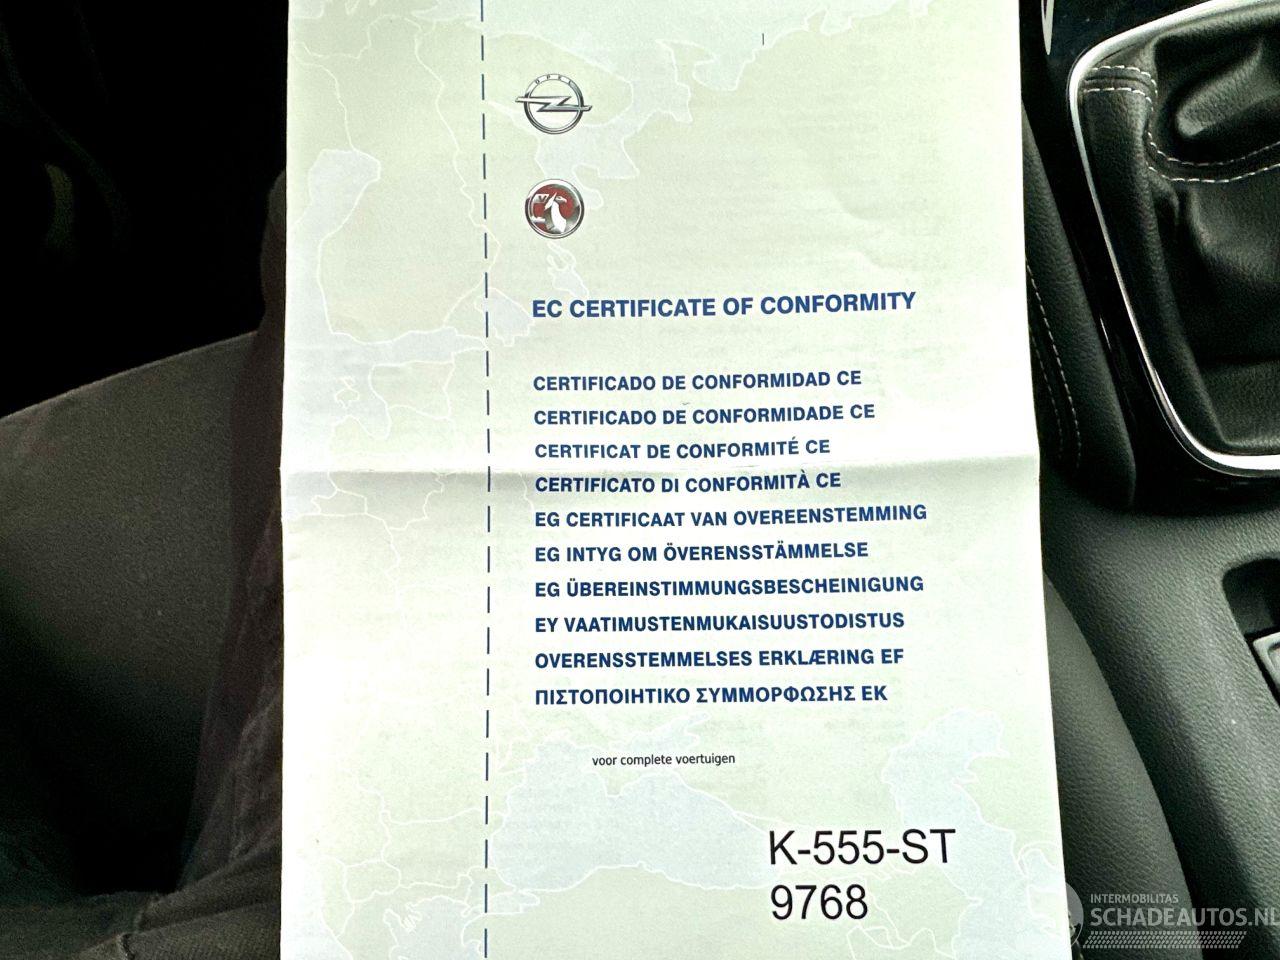 OPEL
EC CERTIFICATE OF CONFORMITY
CERTIFICADO DE CONFORMIDAD CE
CERTIFICADO DE CONFORMIDADE CE
CERTIFICAT DE CONFORMITÉ CE
CERTIFICATO DI CONFORMITÀ CE
EG CERTIFICAAT VAN OVEREENSTEMMING
EG INTYG OM ÖVERENSSTÄMMELSE
EG ÜBEREINSTIMMUNGSBESCHEINIGUNG
EY VAATIMUSTENMUKAISUUSTODISTUS
OVERENSSTEMMELSES ERKLÆRING EF
ΠΙΣΤΟΠΟΙΗΤΙΚΟ ΣΥΜΜΟΡΦΩΣΗΣ ΕΚ
voor complete voertuigen
K-555-ST
9768
INTERMOBILITAS
SCHADEAUTOS.NL